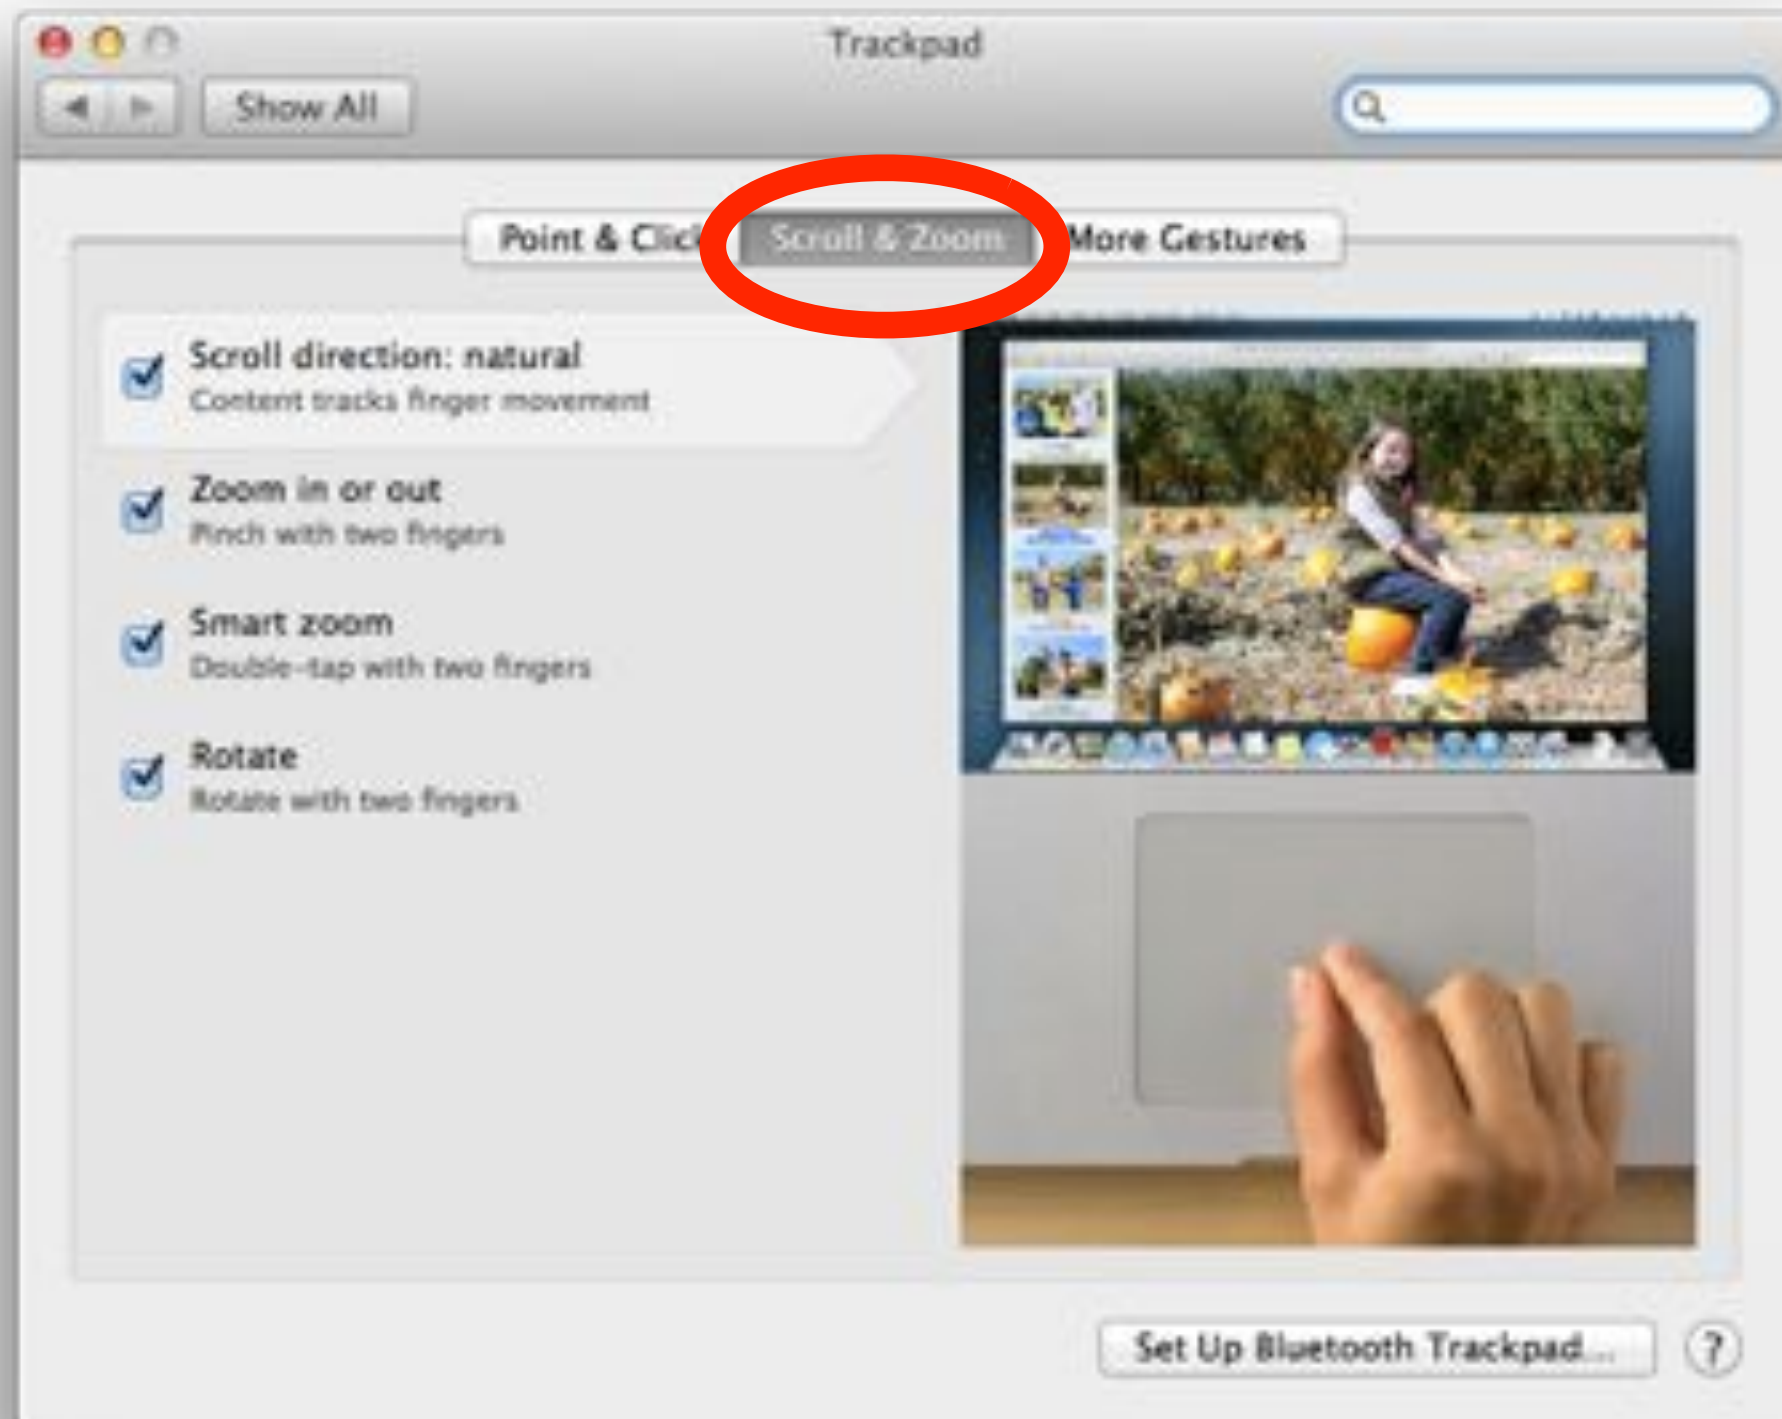 Trackpad
Show All
Point & Click
Scroll & Zoom
More Gestures
Scroll direction: natural
Content tracks finger movement
Zoom in or out
Pinch with two fingers
Smart zoom
Double-tap with two fingers
Rotate
Rotate with two fingers
Set Up Bluetooth Trackpad...
?